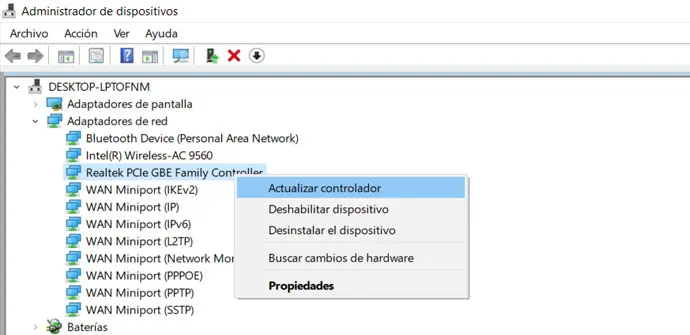 Administrador de dispositivos
Archivo Acción Ver Ayuda
DESKTOP-LPTOFNM
Adaptadores de pantalla
Adaptadores de red
Bluetooth Device (Personal Area Network)
Intel(R) Wireless-AC 9560
Realtek PCIe GBE Family Controller
WAN Miniport (IKEv2)
WAN Miniport (IP)
WAN Miniport (IPv6)
WAN Miniport (L2TP)
WAN Miniport (Network Mo
WAN Miniport (PPPOE)
WAN Miniport (PPTP)
WAN Miniport (SSTP)
Baterías
Actualizar controlador
Deshabilitar dispositivo
Desinstalar el dispositivo
Buscar cambios de hardware
Propiedades